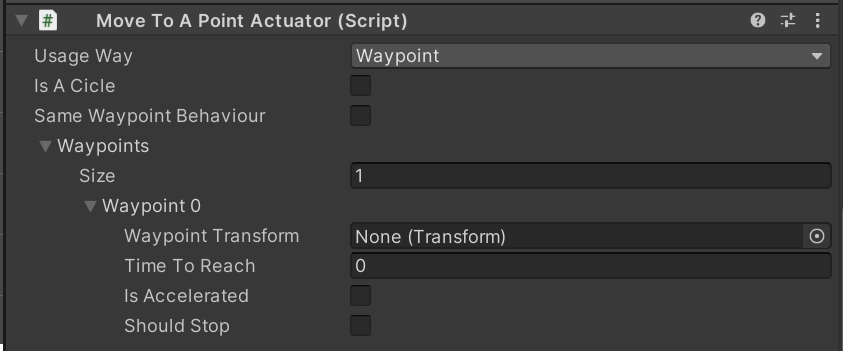 # Move To A Point Actuator (Script)
Usage Way Waypoint
Is A Cicle
Same Waypoint Behaviour
Waypoints
Size 1
Waypoint 0
Waypoint Transform None (Transform)
Time To Reach 0
Is Accelerated
Should Stop